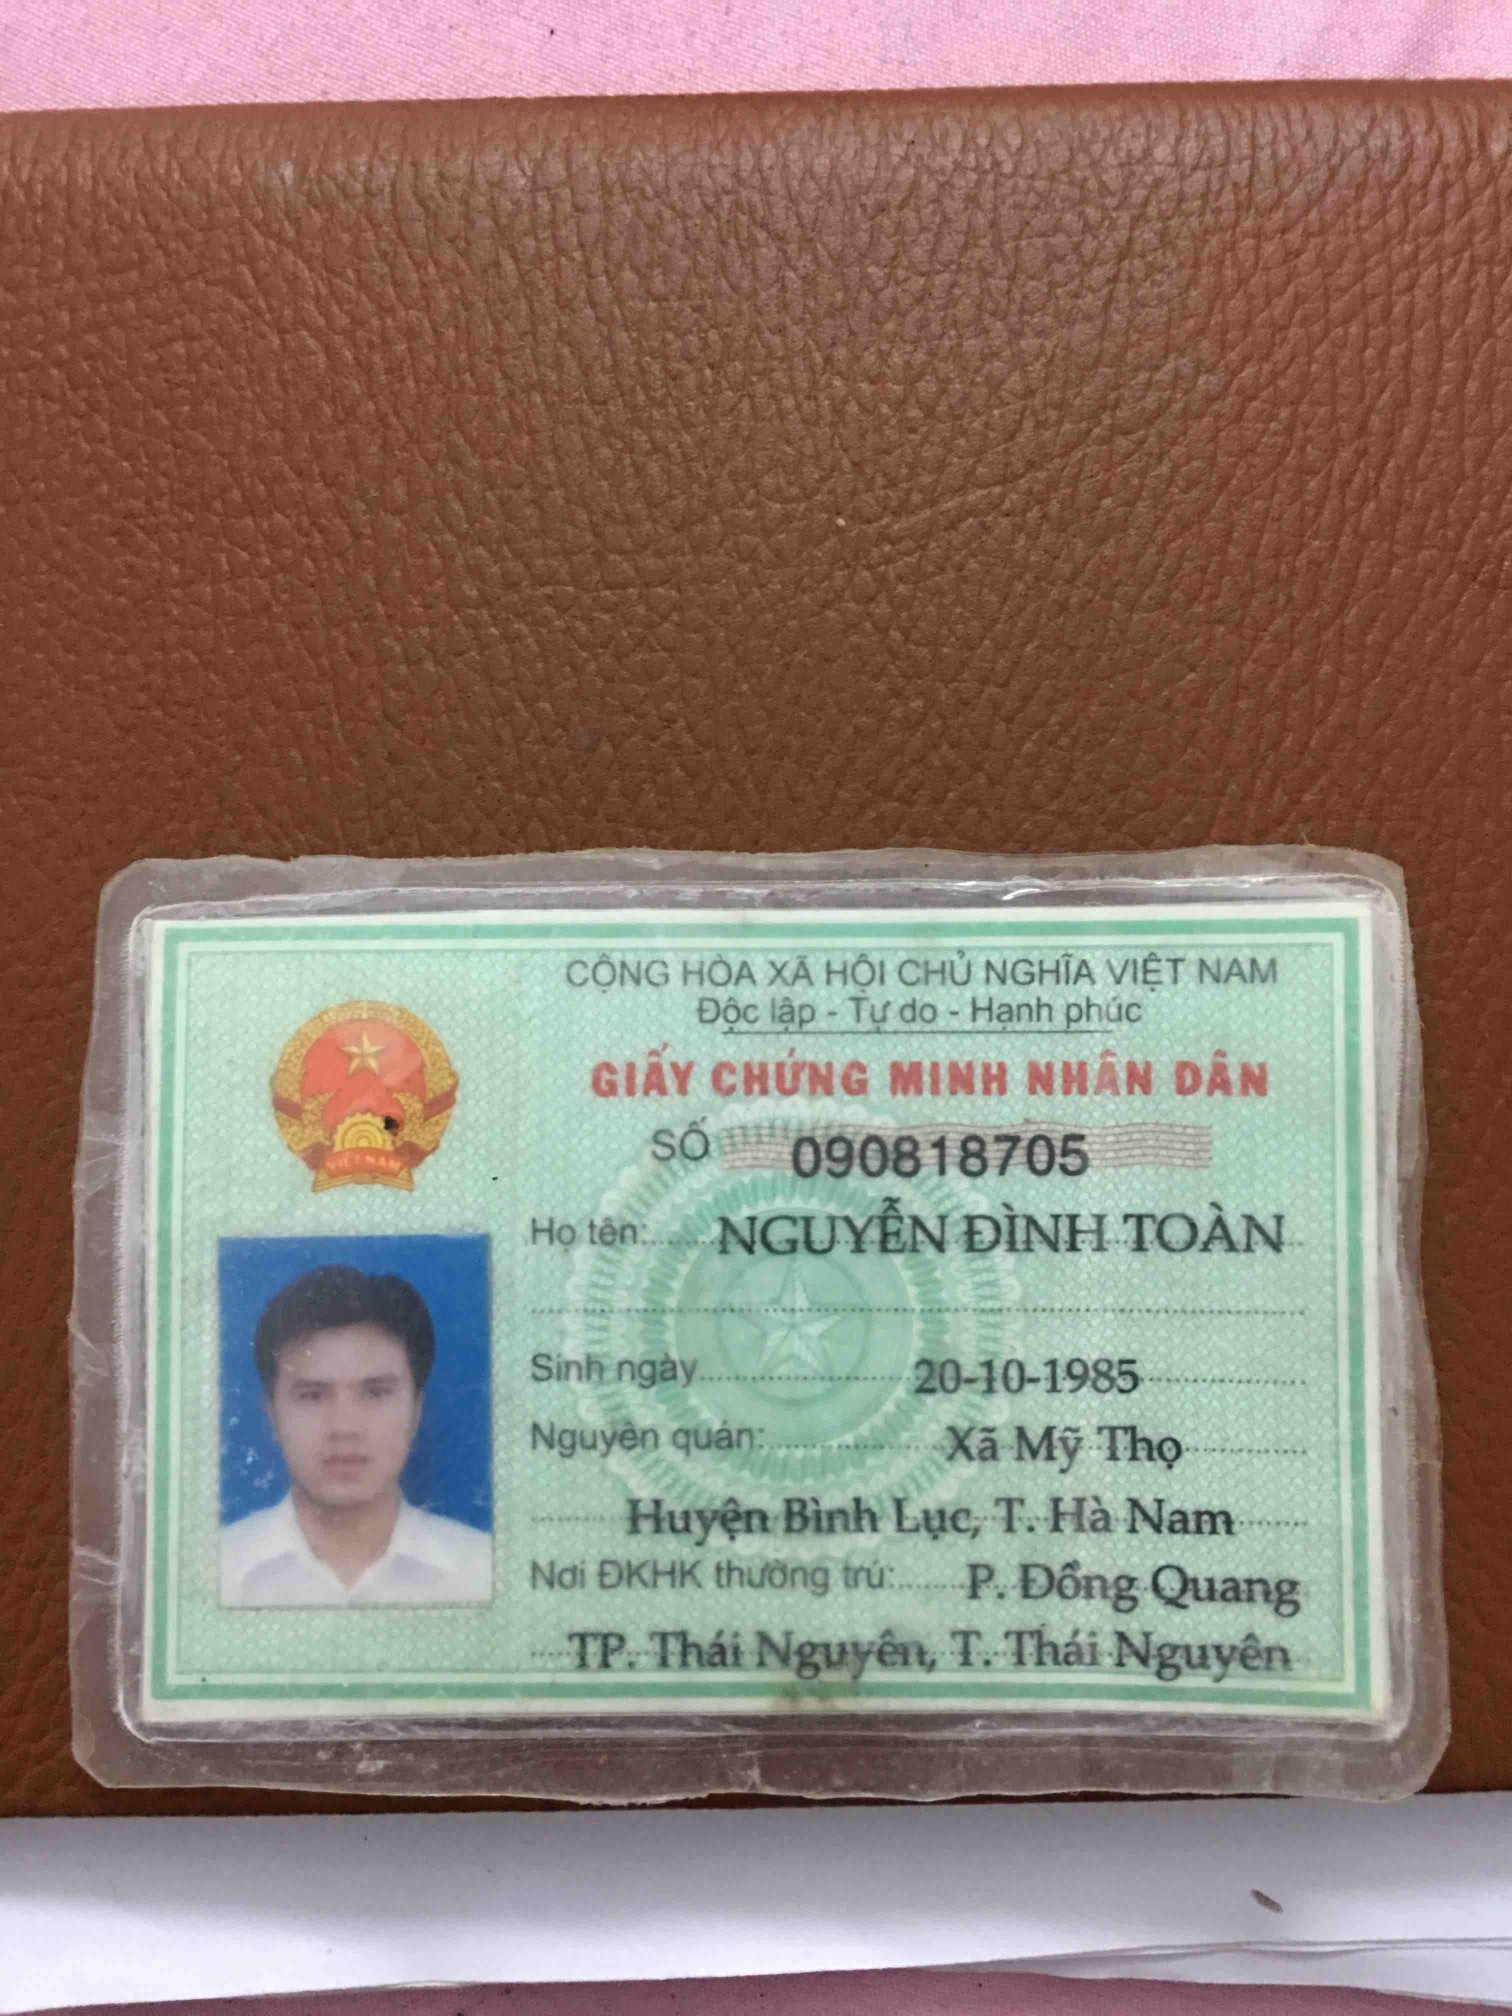 CỘNG HÒA XÃ HỘI CHỦ NGHĨA VIỆT NAM
Độc lập - Tự do - Hạnh phúc
GIẤY CHỨNG MINH NHÂN DÂN
SỐ 090818705
Họ tên: NGUYỄN ĐÌNH TOÀN
Sinh ngày 20-10-1985
Nguyên quán: Xã Mỹ Thọ
Huyện Bình Lục, T. Hà Nam
Nơi ĐKHK thường trú: P. Đồng Quang
TP. Thái Nguyên, T. Thái Nguyên
VIỆT NAM